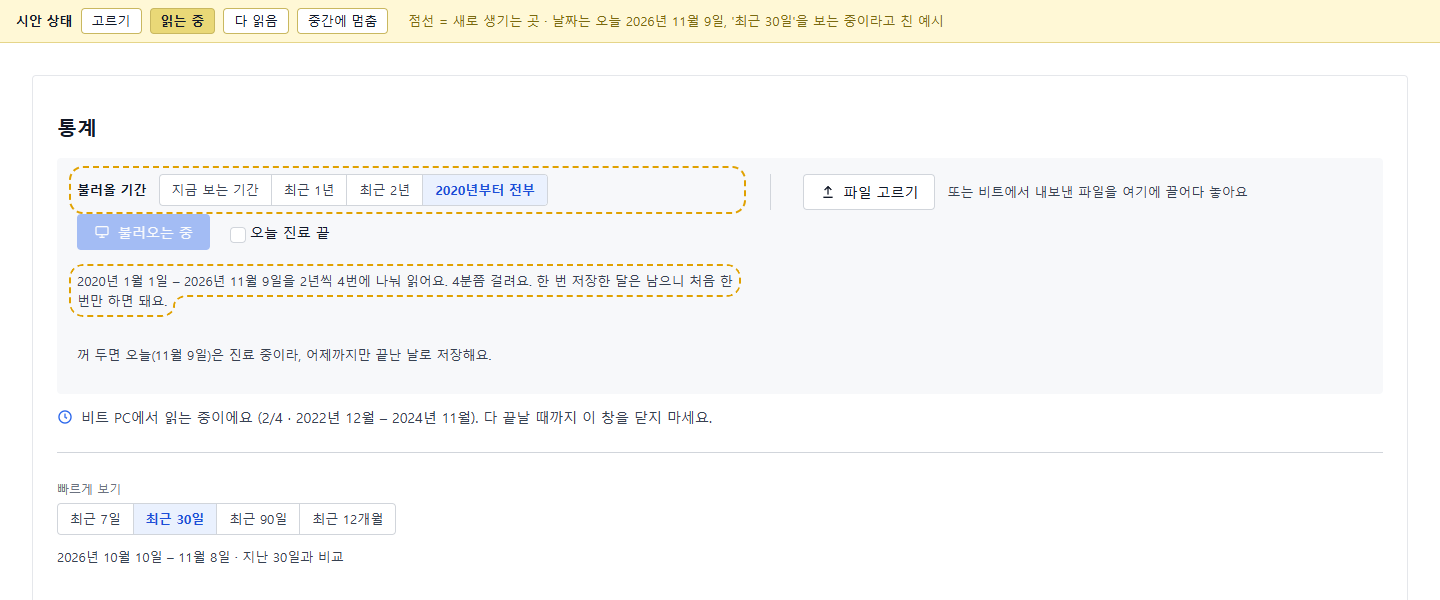 시안 상태 고르기 읽는 중 다 읽음 중간에 멈춤 점선 = 새로 생기는 곳 · 날짜는 오늘 2026년 11월 9일, '최근 30일'을 보는 중이라고 친 예시
통계
불러올 기간 지금 보는 기간 최근 1년 최근 2년 2020년부터 전부
파일 고르기 또는 비트에서 내보낸 파일을 여기에 끌어다 놓아요
불러오는 중 오늘 진료 끝
2020년 1월 1일 – 2026년 11월 9일을 2년씩 4번에 나눠 읽어요. 4분쯤 걸려요. 한 번 저장한 달은 남으니 처음 한
번만 하면 돼요.
꺼 두면 오늘(11월 9일)은 진료 중이라, 어제까지만 끝난 날로 저장해요.
비트 PC에서 읽는 중이에요 (2/4 · 2022년 12월 – 2024년 11월). 다 끝날 때까지 이 창을 닫지 마세요.
빠르게 보기
최근 7일 최근 30일 최근 90일 최근 12개월
2026년 10월 10일 – 11월 8일 · 지난 30일과 비교